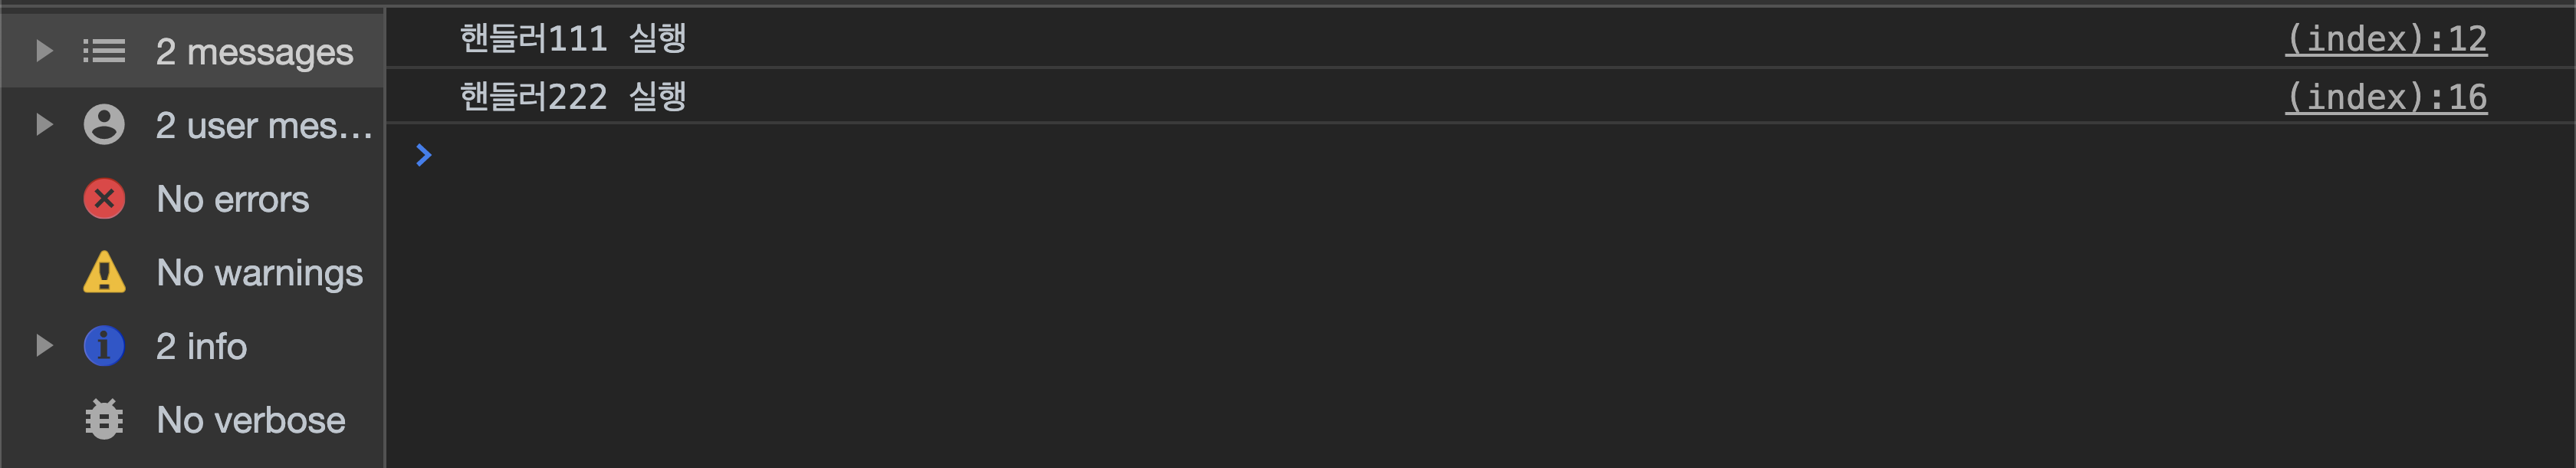 2 messages
2 user mes...
No errors
No warnings
2 info
No verbose
핸들러111 실행 (index):12
핸들러222 실행 (index):16